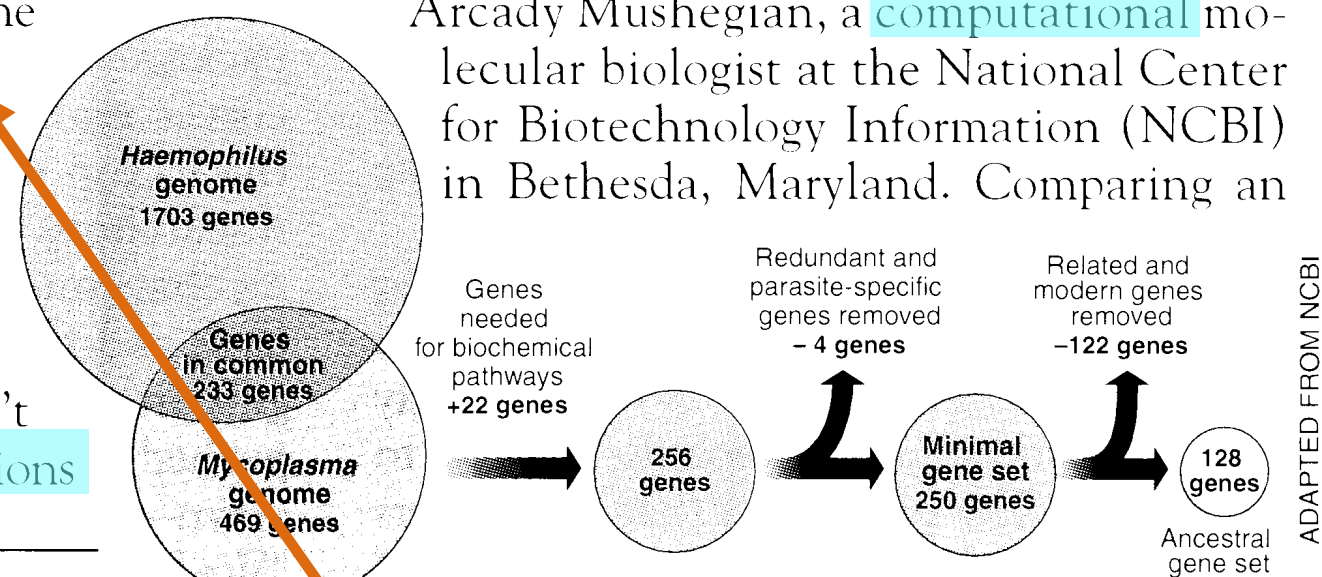 ne
Arcady Mushegian, a computational mo-
lecular biologist at the National Center
for Biotechnology Information (NCBI)
in Bethesda, Maryland. Comparing an
't
ions
Haemophilus
genome
1703 genes
Genes
in common
233 genes
Mycoplasma
genome
469 genes
Genes
needed
for biochemical
pathways
+22 genes
256
genes
Redundant and
parasite-specific
genes removed
– 4 genes
Minimal
gene set
250 genes
Related and
modern genes
removed
–122 genes
128
genes
Ancestral
gene set
ADAPTED FROM NCBI